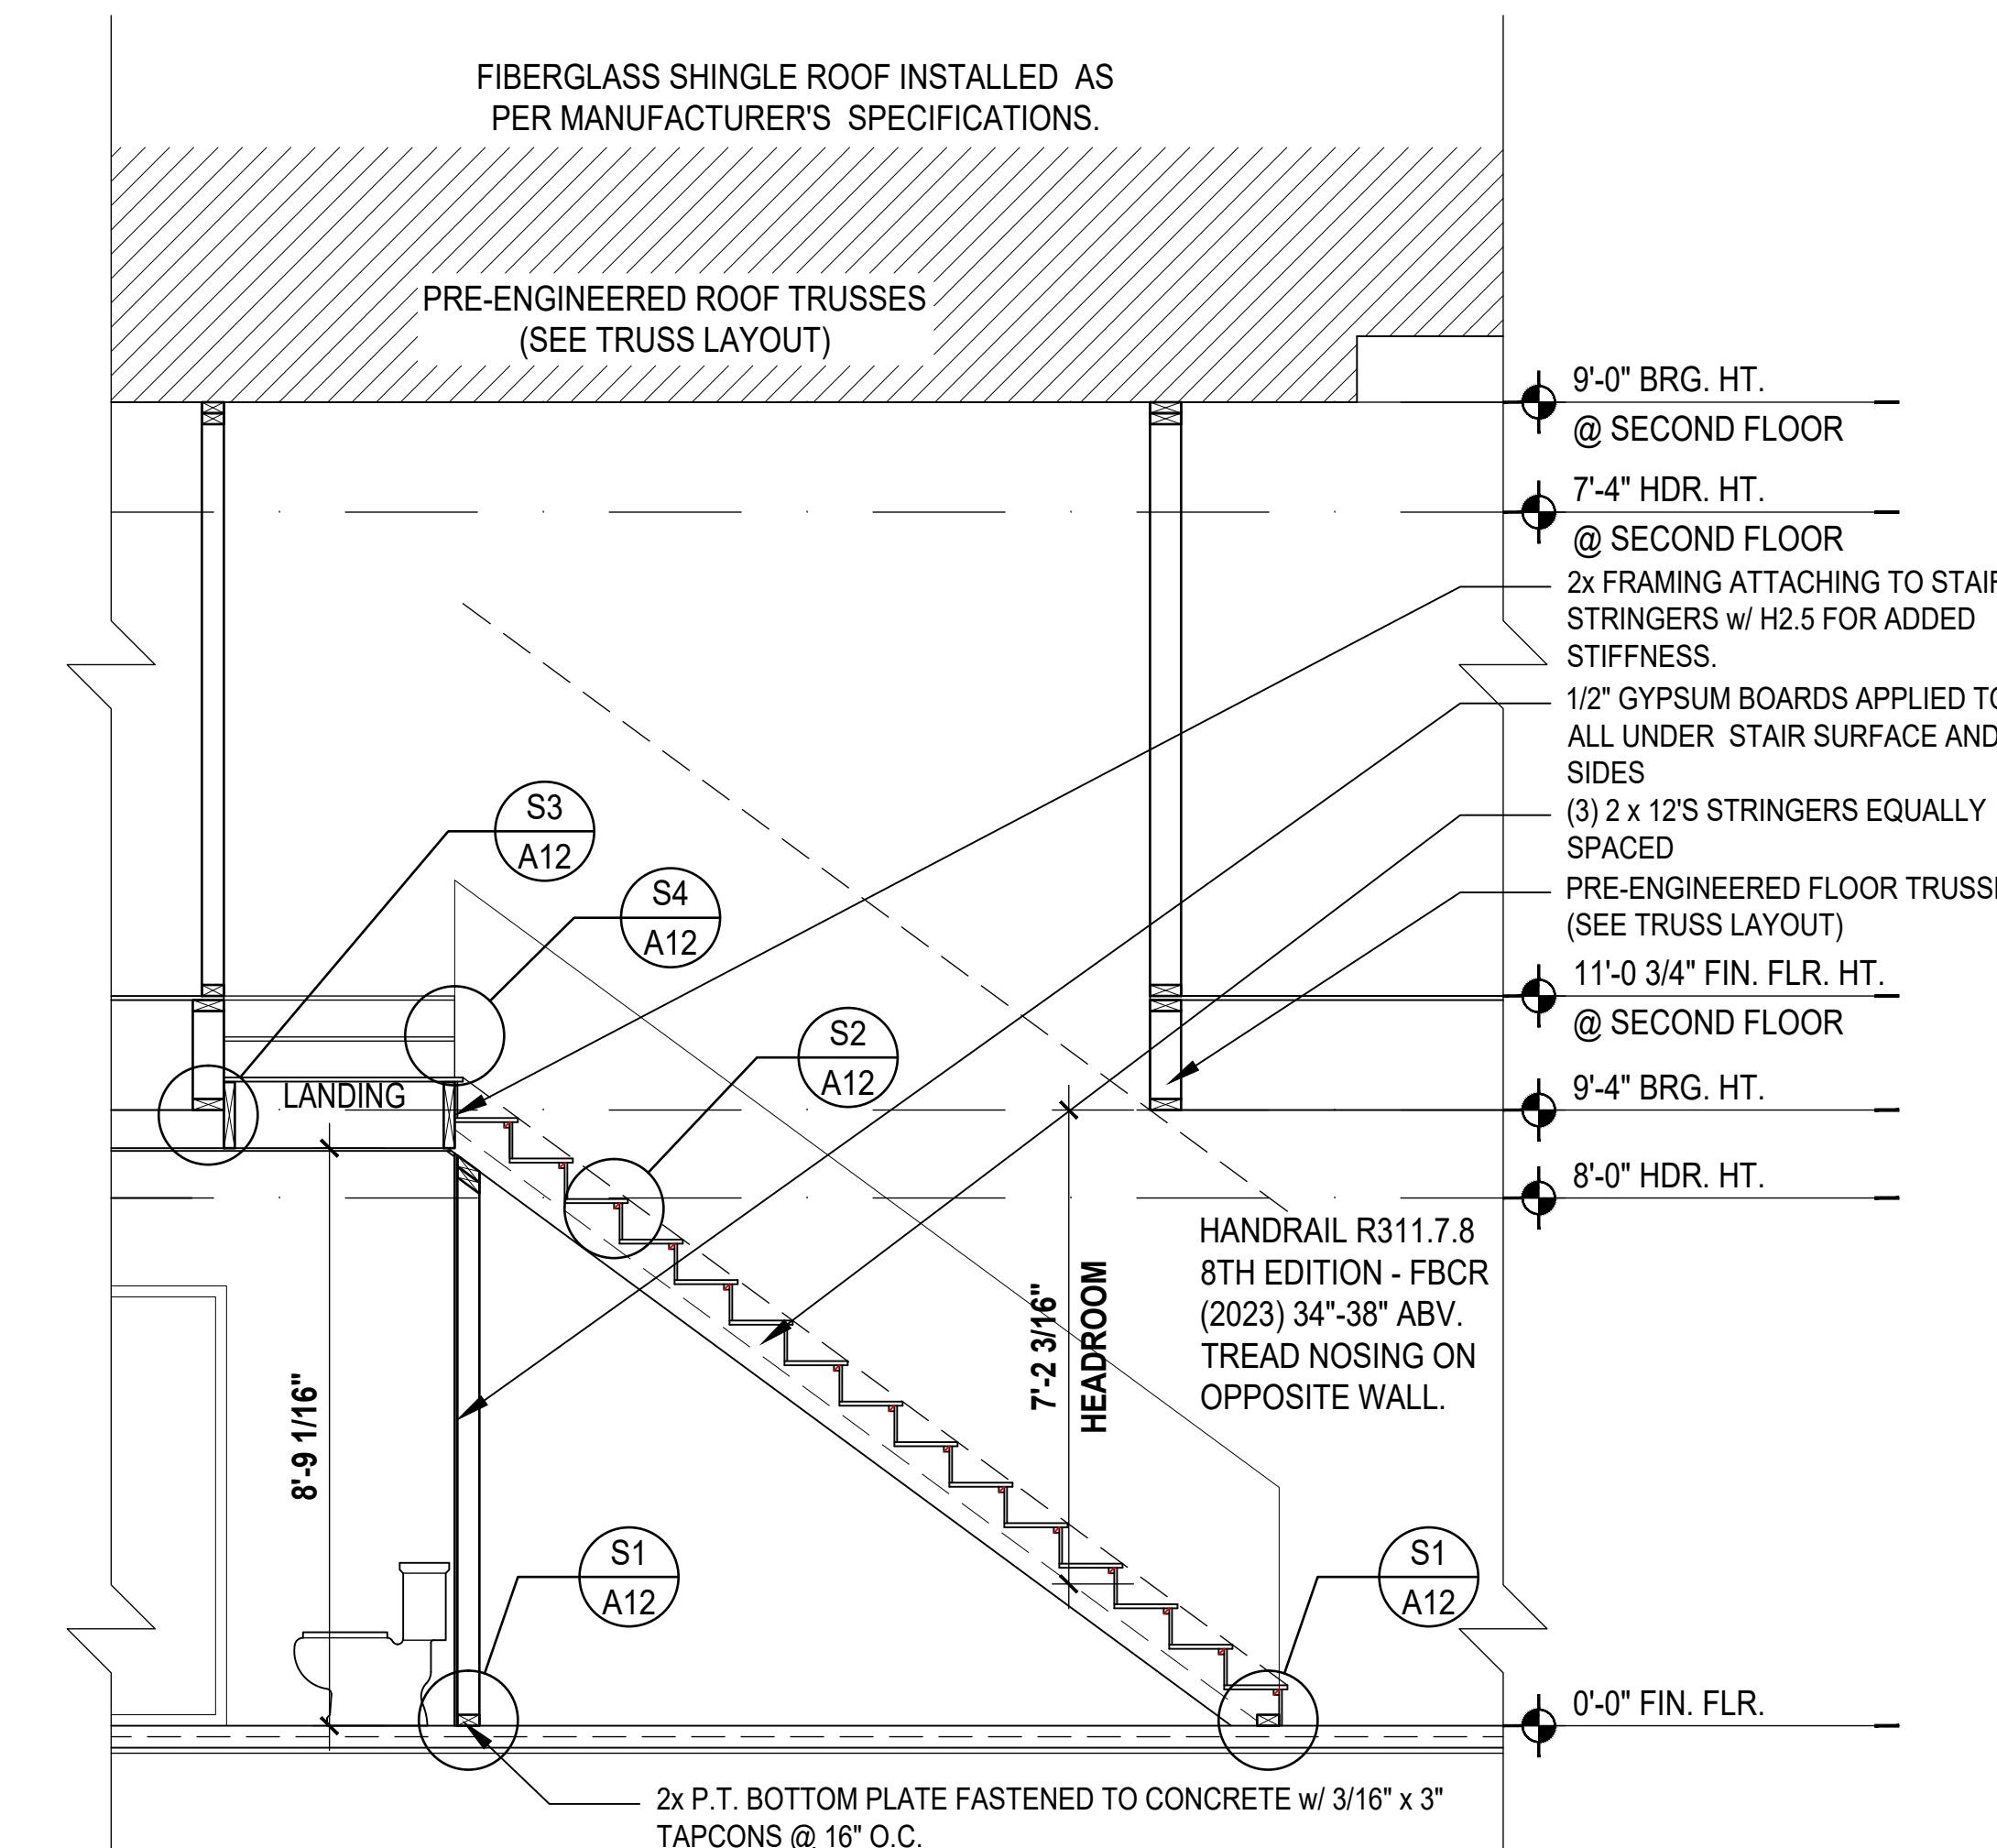 FIBERGLASS SHINGLE ROOF INSTALLED AS
PER MANUFACTURER'S SPECIFICATIONS.
PRE-ENGINEERED ROOF TRUSSES
(SEE TRUSS LAYOUT)
9'-0" BRG. HT.
@ SECOND FLOOR
7'-4" HDR. HT.
@ SECOND FLOOR
2x FRAMING ATTACHING TO STAIR
STRINGERS w/ H2.5 FOR ADDED
STIFFNESS.
1/2" GYPSUM BOARDS APPLIED TO
ALL UNDER STAIR SURFACE AND
SIDES
(3) 2 x 12'S STRINGERS EQUALLY
SPACED
PRE-ENGINEERED FLOOR
(SEE TRUSS LAYOUT)
11'-0 3/4" FIN. FLR. HT.
@ SECOND FLOOR
9'-4" BRG. HT.
8'-0" HDR. HT.
S3
A12
S4
A12
S2
A12
LANDING
HANDRAIL R311.7.8
8TH EDITION - FBCR
(2023) 34"-38" ABV.
TREAD NOSING ON
OPPOSITE WALL.
7'-2 3/16"
HEADROOM
8'-9 1/16"
S1
A12
S1
A12
0'-0" FIN. FLR.
2x P.T. BOTTOM PLATE FASTENED TO CONCRETE w/ 3/16" x 3"
TAPCONS @ 16" O.C.